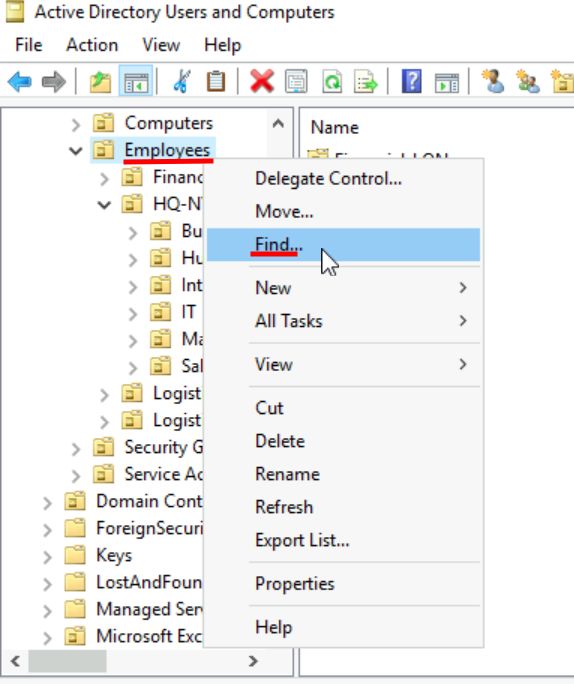 Active Directory Users and Computers
File Action View Help
Computers
Employees
Financ
HQ-N
Bu
Hu
Int
IT
Ma
Sal
Logist
Logist
Security G
Service Ac
Domain Cont
ForeignSecuri
Keys
LostAndFoun
Managed Ser
Microsoft Exc
Name
Delegate Control...
Move...
Find...
New
All Tasks
View
Cut
Delete
Rename
Refresh
Export List...
Properties
Help